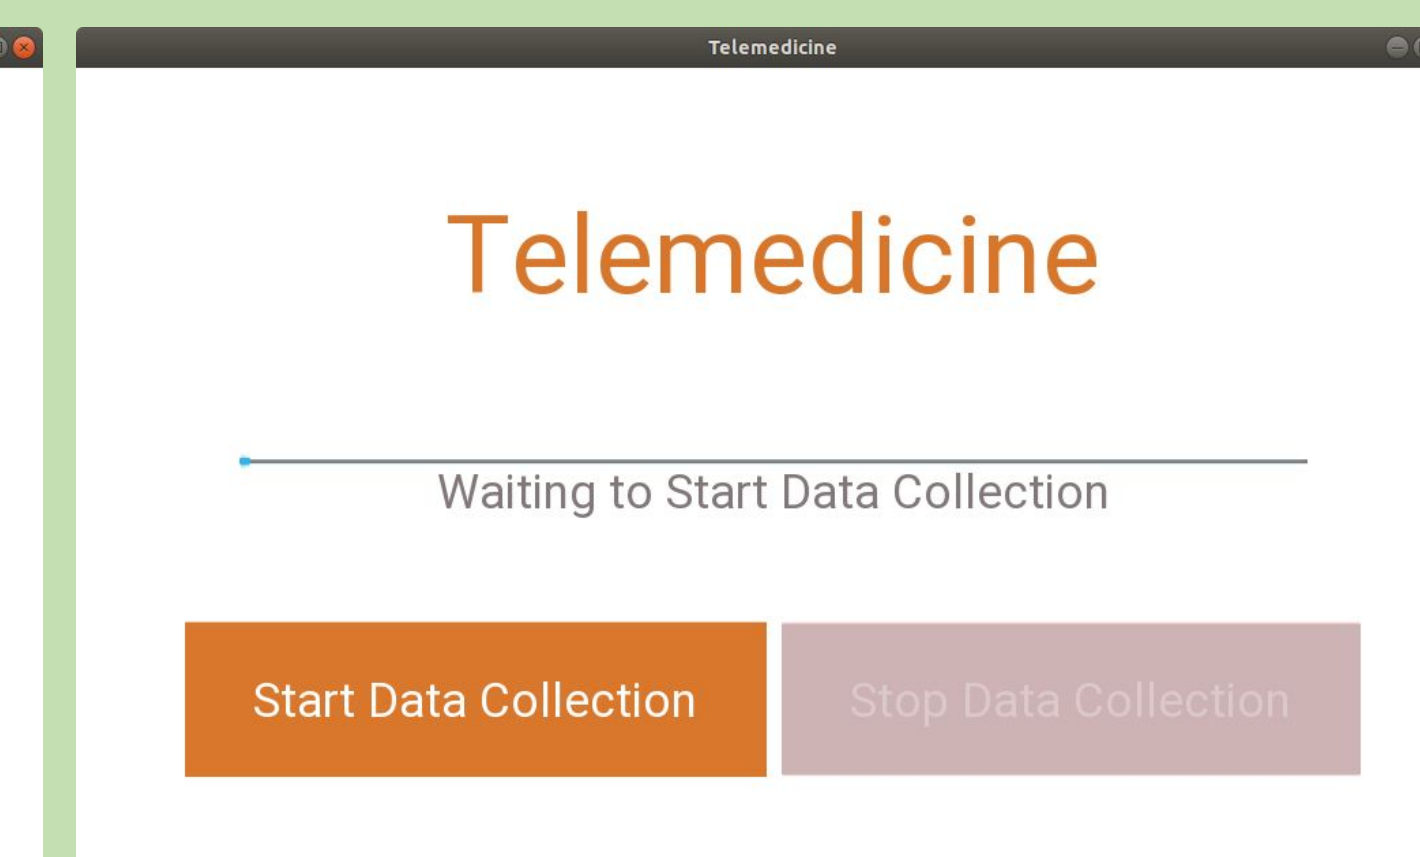 Telemedicine
Telemedicine
Waiting to Start Data Collection
Start Data Collection
Stop Data Collection